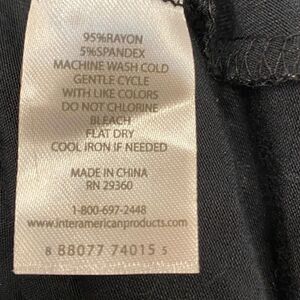 95%RAYON
5%SPANDEX
MACHINE WASH COLD
GENTLE CYCLE
WITH LIKE COLORS
DO NOT CHLORINE
BLEACH
FLAT DRY
COOL IRON IF NEEDED
MADE IN CHINA
RN 29360
1-800-697-2448
www.interamericanproducts.com
8 88077 74015 5